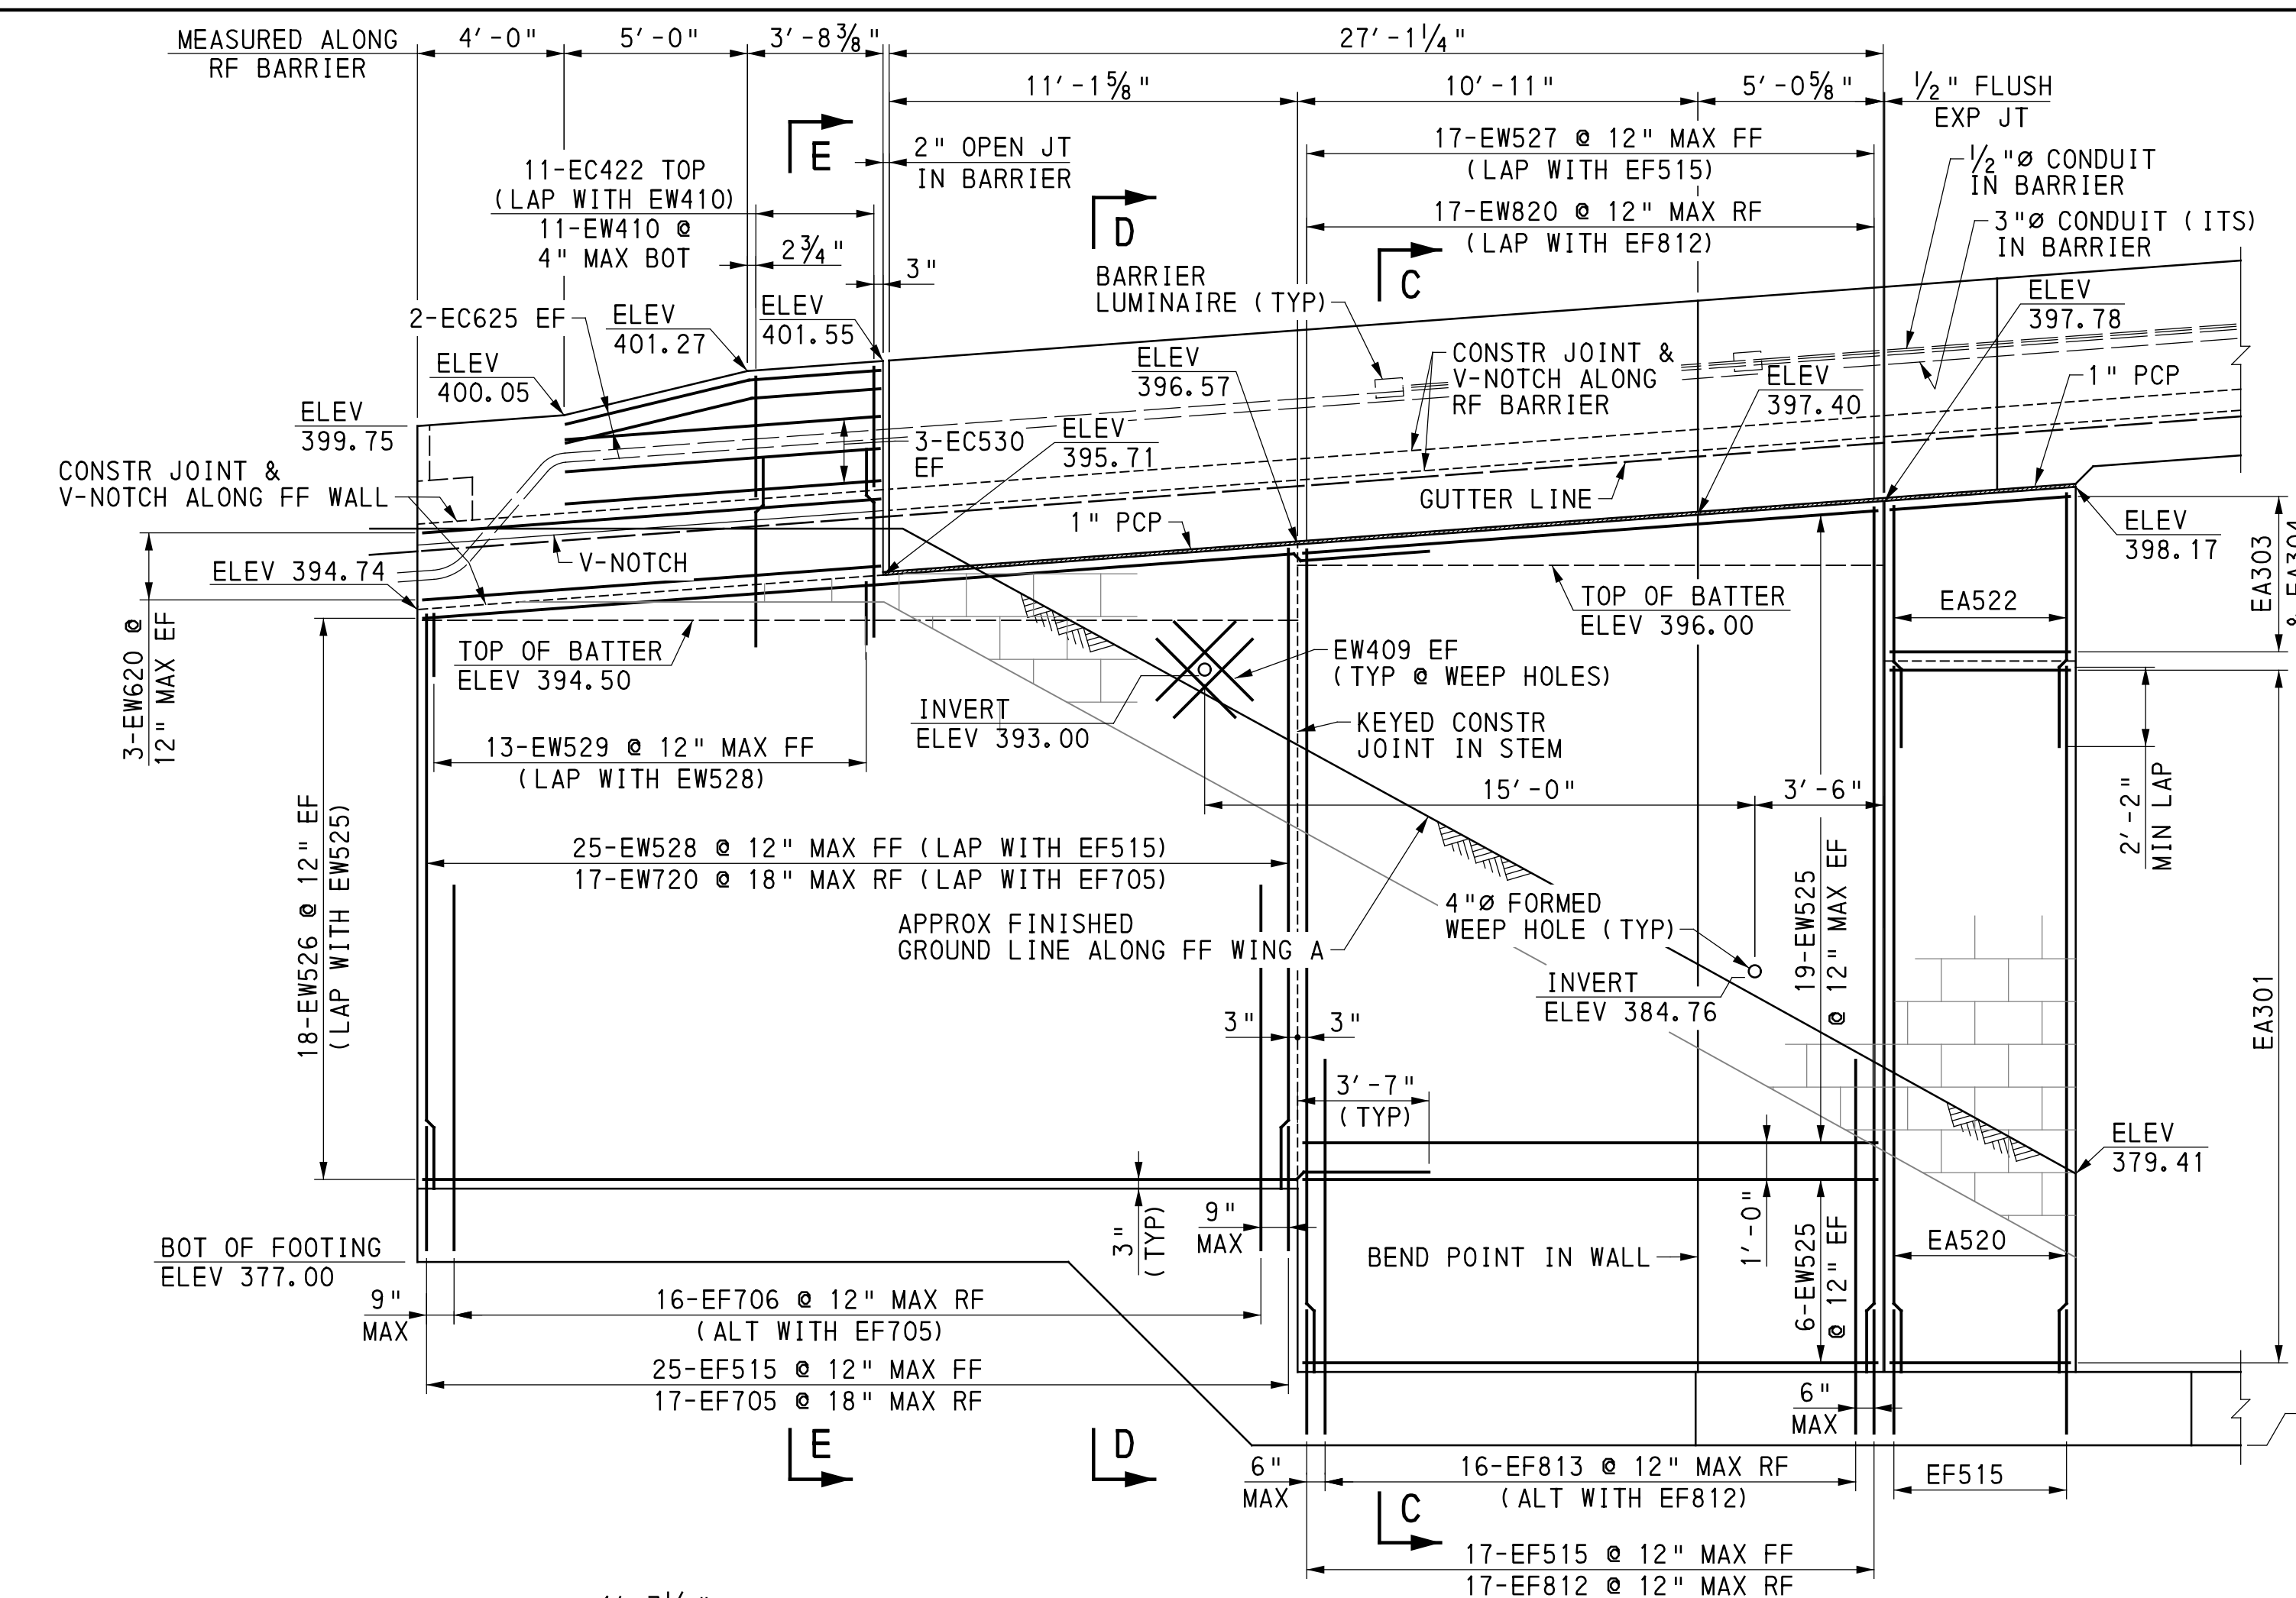 MEASURED ALONG
RF BARRIER
4'-0"
5'-0"
3'-8⅜"
27'-1¼"
11'-1⅝"
10'-11"
5'-0⅝"
½" FLUSH
EXP JT
E
2" OPEN JT
IN BARRIER
17-EW527 @ 12" MAX FF
(LAP WITH EF515)
17-EW820 @ 12" MAX RF
(LAP WITH EF812)
½"Ø CONDUIT
IN BARRIER
3"Ø CONDUIT (ITS)
IN BARRIER
11-EC422 TOP
(LAP WITH EW410)
11-EW410 @
4" MAX BOT
2¾"
3"
D
C
BARRIER
LUMINAIRE (TYP)
2-EC625 EF
ELEV
401.27
ELEV
401.55
ELEV
400.05
ELEV
399.75
ELEV
396.57
CONSTR JOINT &
V-NOTCH ALONG
RF BARRIER
ELEV
397.78
ELEV
397.40
1" PCP
CONSTR JOINT &
V-NOTCH ALONG FF WALL
3-EC530
EF
ELEV
395.71
GUTTER LINE
1" PCP
ELEV
398.17
V-NOTCH
ELEV 394.74
EA303
& EA304
3-EW620 @
12" MAX EF
TOP OF BATTER
ELEV 394.50
TOP OF BATTER
ELEV 396.00
EA522
EW409 EF
(TYP @ WEEP HOLES)
INVERT
ELEV 393.00
KEYED CONSTR
JOINT IN STEM
13-EW529 @ 12" MAX FF
(LAP WITH EW528)
15'-0"
3'-6"
2'-2"
MIN LAP
18-EW526 @ 12" EF
(LAP WITH EW525)
25-EW528 @ 12" MAX FF (LAP WITH EF515)
17-EW720 @ 18" MAX RF (LAP WITH EF705)
APPROX FINISHED
GROUND LINE ALONG FF WING A
4"Ø FORMED
WEEP HOLE (TYP)
19-EW525
@ 12" MAX EF
INVERT
ELEV 384.76
EA301
3"
3"
3'-7"
(TYP)
ELEV
379.41
3"
(TYP)
9"
MAX
1'-0"
6-EW525
@ 12" EF
EA520
BEND POINT IN WALL
BOT OF FOOTING
ELEV 377.00
9"
MAX
16-EF706 @ 12" MAX RF
(ALT WITH EF705)
25-EF515 @ 12" MAX FF
17-EF705 @ 18" MAX RF
6"
MAX
E
D
6"
MAX
16-EF813 @ 12" MAX RF
(ALT WITH EF812)
EF515
C
17-EF515 @ 12" MAX FF
17-EF812 @ 12" MAX RF